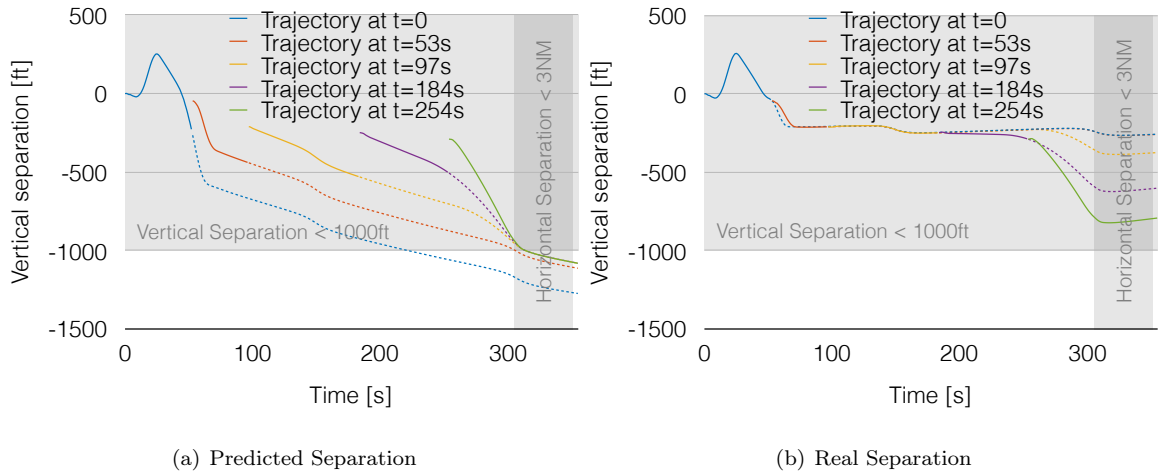 500
0
-500
-1000
-1500
Vertical separation [ft]
Trajectory at t=0
Trajectory at t=53s
Trajectory at t=97s
Trajectory at t=184s
Trajectory at t=254s
Vertical Separation < 1000ft
Horizontal Separation < 3NM
0
100
200
300
Time [s]
(a) Predicted Separation
500
0
-500
-1000
-1500
Vertical separation [ft]
Trajectory at t=0
Trajectory at t=53s
Trajectory at t=97s
Trajectory at t=184s
Trajectory at t=254s
Vertical Separation < 1000ft
Horizontal Separation < 3NM
0
100
200
300
Time [s]
(b) Real Separation